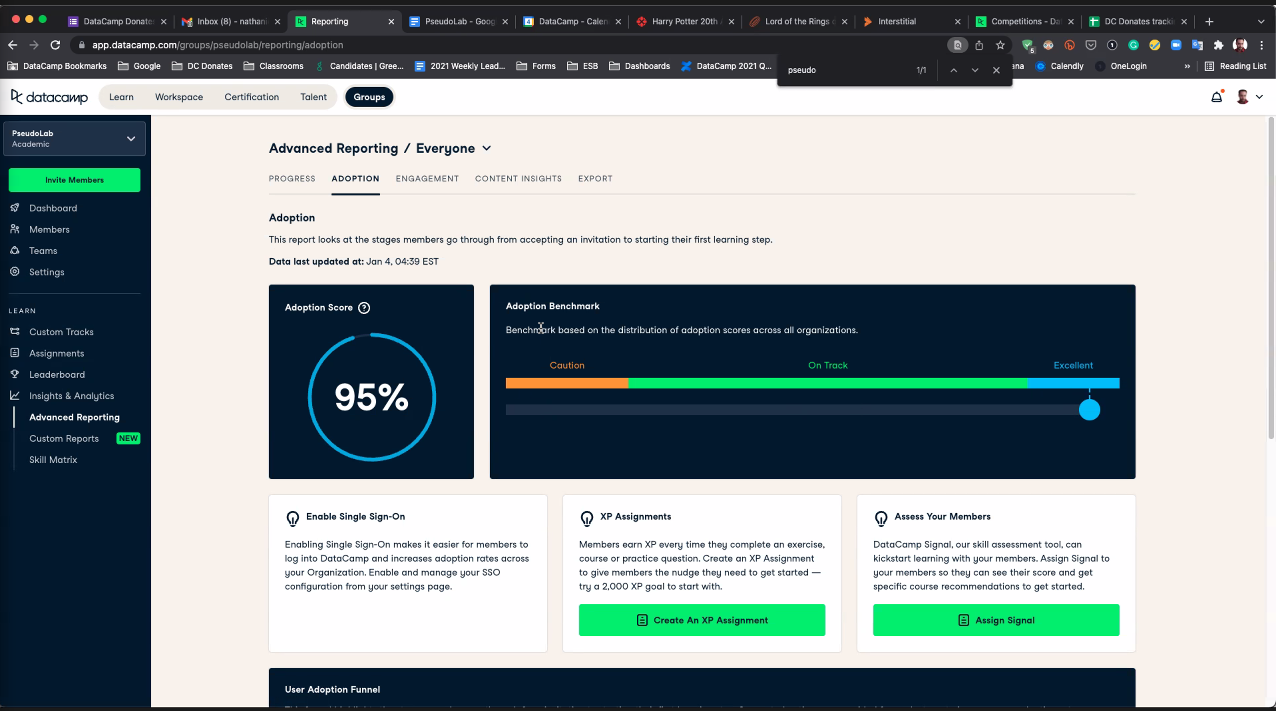 DataCamp Donates
Inbox (8) - nathani
Reporting
PseudoLab - Goog
DataCamp - Calen
Harry Potter 20th A
Lord of the Rings
Interstitial
Competitions - Dat
DC Donates track
app.datacamp.com/groups/pseudolab/reporting/adoption
DataCamp Bookmarks
Google
DC Donates
Classrooms
Candidates | Gree...
2021 Weekly Lead...
Forms
ESB
Dashboards
DataCamp 2021 Q...
Calendly
OneLogin
»
Reading List
pseudo
1/1
datacamp
Learn
Workspace
Certification
Talent
Groups
PseudoLab
Academic
Invite Members
Dashboard
Members
Teams
Settings
LEARN
Custom Tracks
Assignments
Leaderboard
Insights & Analytics
Advanced Reporting
Custom Reports NEW
Skill Matrix
Advanced Reporting / Everyone
PROGRESS
ADOPTION
ENGAGEMENT
CONTENT INSIGHTS
EXPORT
Adoption
This report looks at the stages members go through from accepting an invitation to starting their first learning step.
Data last updated at: Jan 4, 04:39 EST
Adoption Score
95%
Adoption Benchmark
Benchmark based on the distribution of adoption scores across all organizations.
Caution
On Track
Excellent
Enable Single Sign-On
Enabling Single Sign-On makes it easier for members to
log into DataCamp and increases adoption rates across
your Organization. Enable and manage your SSO
configuration from your settings page.
XP Assignments
Members earn XP every time they complete an exercise,
course or practice question. Create an XP Assignment
to give members the nudge they need to get started —
try a 2,000 XP goal to start with.
Create An XP Assignment
Assess Your Members
DataCamp Signal, our skill assessment tool, can
kickstart learning with your members. Assign Signal to
your members so they can see their score and get
specific course recommendations to get started.
Assign Signal
User Adoption Funnel